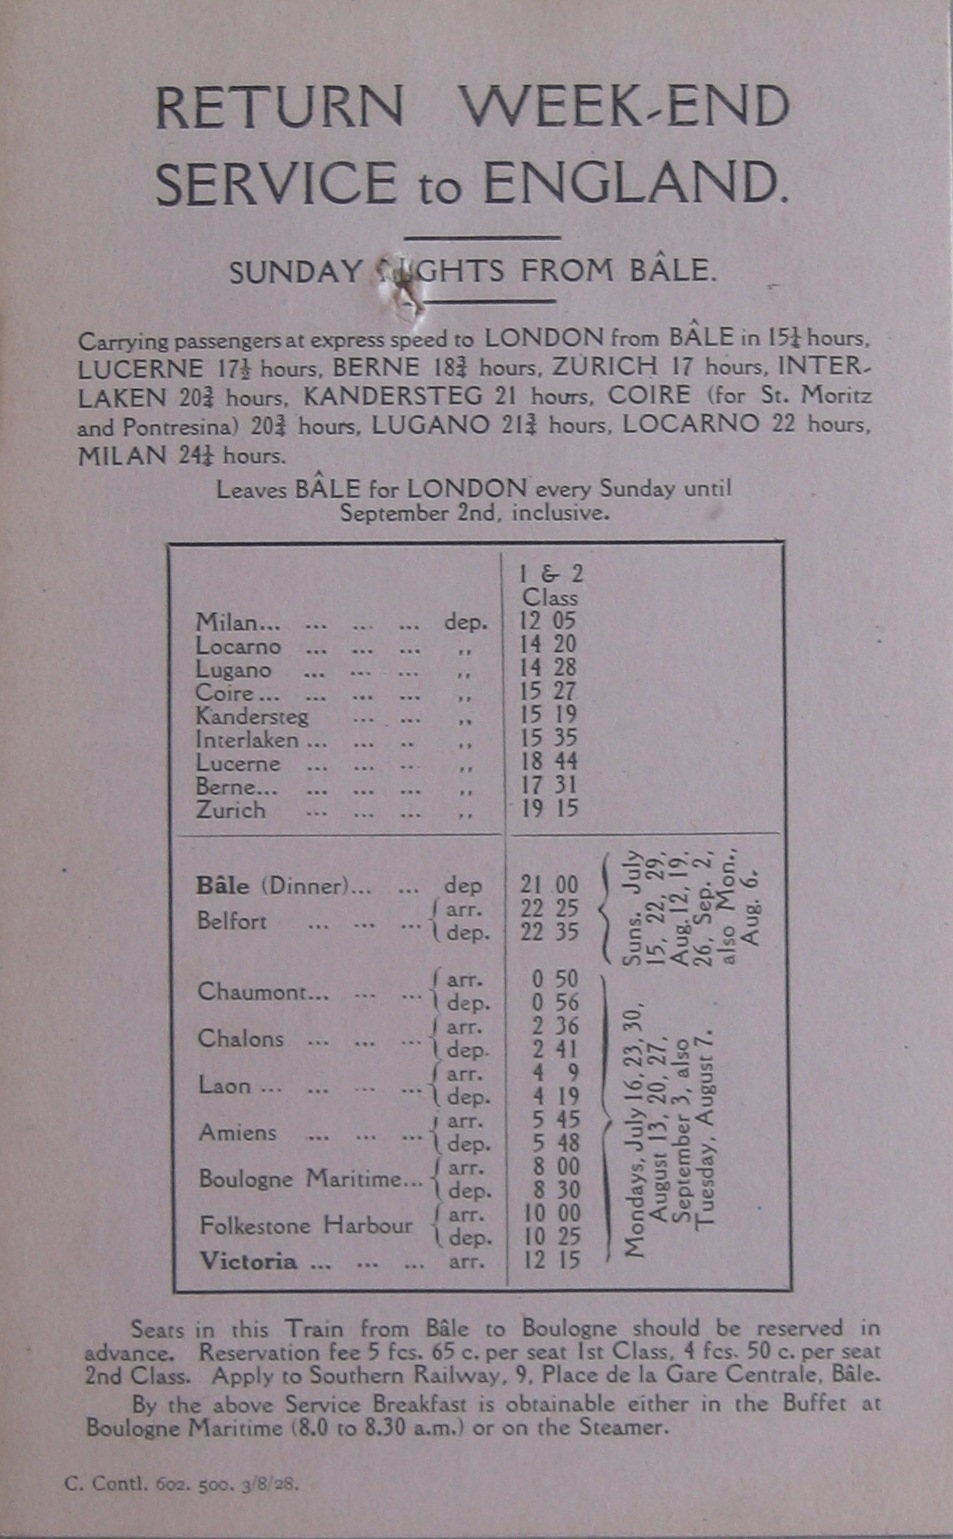 RETURN WEEK-END
SERVICE to ENGLAND.
SUNDAY NIGHTS FROM BÂLE.
Carrying passengers at express speed to LONDON from BÂLE in 15¼ hours,
LUCERNE 17½ hours, BERNE 18¾ hours, ZURICH 17 hours, INTER-
LAKEN 20¾ hours, KANDERSTEG 21 hours, COIRE (for St. Moritz
and Pontresina) 20¾ hours, LUGANO 21¾ hours, LOCARNO 22 hours,
MILAN 24¼ hours.
Leaves BÂLE for LONDON every Sunday until
September 2nd, inclusive.
1 & 2
Class
Milan... ... ... ... dep. 12 05
Locarno ... ... ... ,, 14 20
Lugano ... ... ... ,, 14 28
Coire ... ... ... ... ,, 15 27
Kandersteg ... ... ,, 15 19
Interlaken ... ... .. ,, 15 35
Lucerne ... ... ... ,, 18 44
Berne... ... ... ... ,, 17 31
Zurich ... ... ... ,, 19 15
Bâle (Dinner)... ... dep 21 00
Belfort ... ... ... { arr. 22 25
dep. 22 35
Suns. July
15, 22, 29,
Aug. 12, 19.
26, Sep. 2,
also Mon.,
Aug. 6.
Chaumont... ... ... { arr. 0 50
dep. 0 56
Chalons ... ... ... { arr. 2 36
dep. 2 41
Laon ... ... ... ... { arr. 4 9
dep. 4 19
Amiens ... ... ... { arr. 5 45
dep. 5 48
Boulogne Maritime... { arr. 8 00
dep. 8 30
Folkestone Harbour { arr. 10 00
dep. 10 25
Victoria ... ... ... arr. 12 15
Mondays, July 16, 23, 30,
August 13, 20, 27,
September 3, also
Tuesday, August 7.
Seats in this Train from Bâle to Boulogne should be reserved in
advance. Reservation fee 5 fcs. 65 c. per seat 1st Class, 4 fcs. 50 c. per seat
2nd Class. Apply to Southern Railway, 9, Place de la Gare Centrale, Bâle.
By the above Service Breakfast is obtainable either in the Buffet at
Boulogne Maritime (8.0 to 8.30 a.m.) or on the Steamer.
C. Contl. 602. 500. 3/8/28.